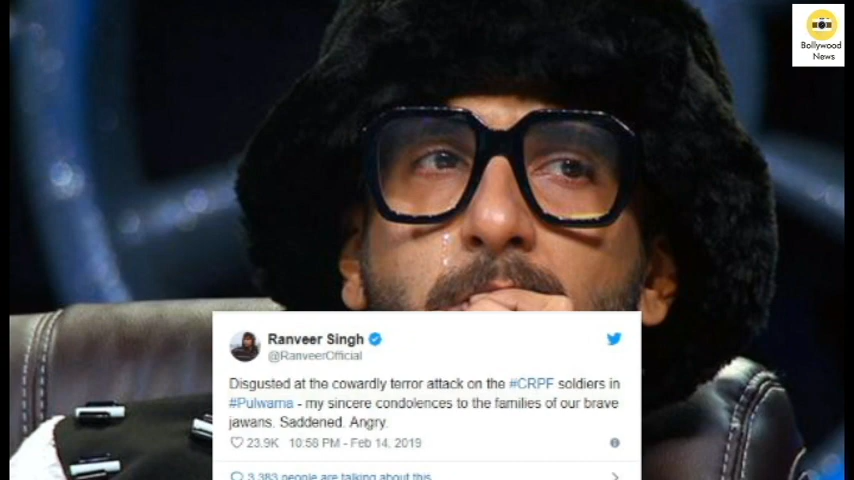 Bollywood
News
Ranveer Singh
@RanveerOfficial
Disgusted at the cowardly terror attack on the #CRPF soldiers in
#Pulwama - my sincere condolences to the families of our brave
jawans. Saddened. Angry.
23.9K 10:58 PM - Feb 14, 2019
3,383 people are talking about this